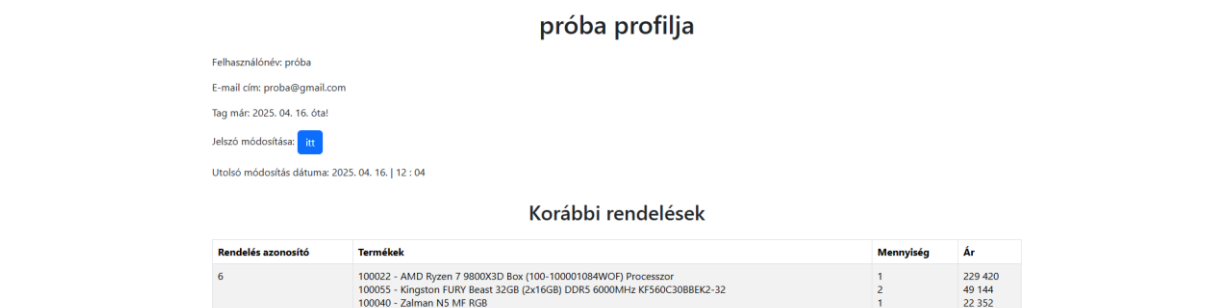 próba profilja
Felhasználónév: próba
E-mail cím: proba@gmail.com
Tag már: 2025. 04. 16. óta!
Jelszó módosítása: itt
Utolsó módosítás dátuma: 2025. 04. 16. | 12 : 04
Korábbi rendelések
Rendelés azonosító Termékek Mennyiség Ár
6 100022 - AMD Ryzen 7 9800X3D Box (100-100001084WOF) Processzor 1 229 420
100055 - Kingston FURY Beast 32GB (2x16GB) DDR5 6000MHz KF560C30BBEK2-32 2 49 144
100040 - Zalman N5 MF RGB 1 22 352